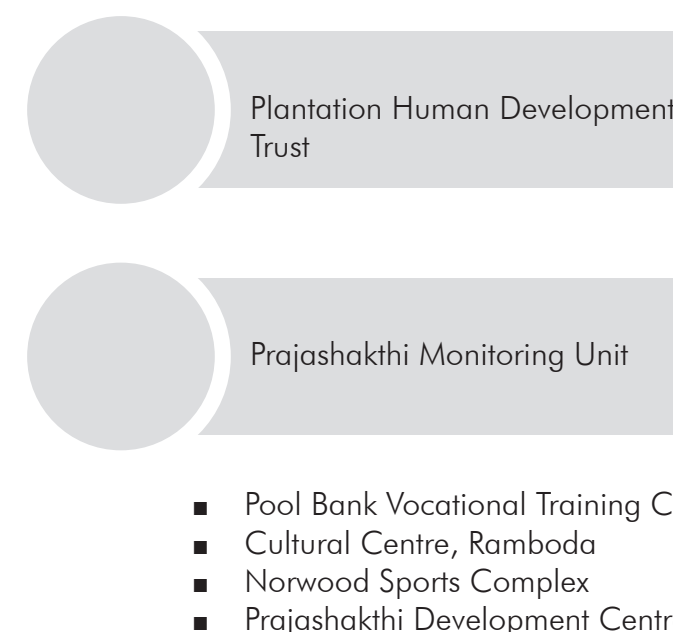 Plantation Human Development
Trust
Prajashakthi Monitoring Unit
■ Pool Bank Vocational Training C
■ Cultural Centre, Ramboda
■ Norwood Sports Complex
■ Prajashakthi Development Centr